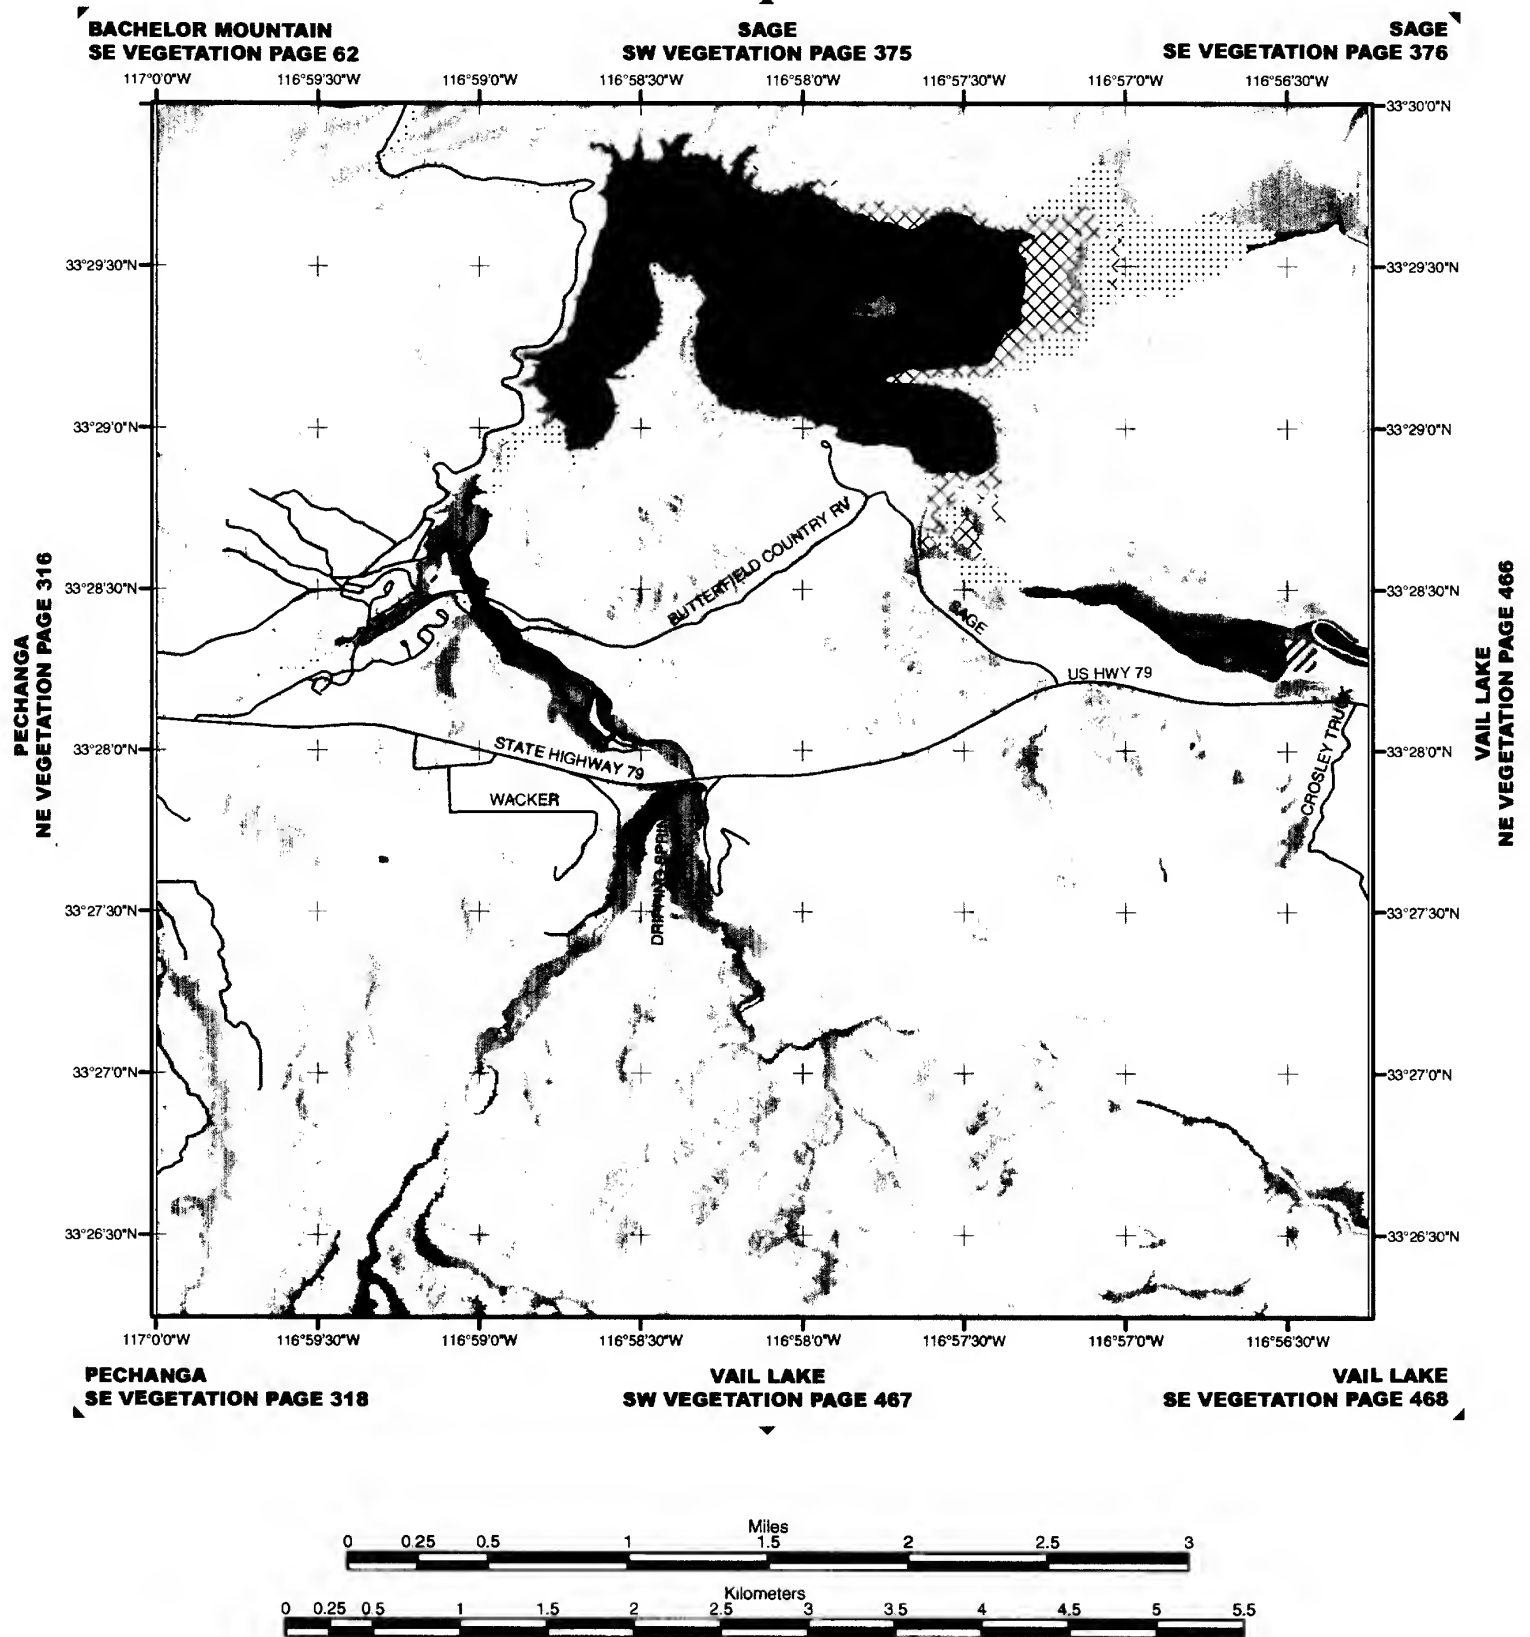 BACHELOR MOUNTAIN
SE VEGETATION PAGE 62
SAGE
SW VEGETATION PAGE 375
SAGE
SE VEGETATION PAGE 376
117°0'0"W 116°59'30"W 116°59'0"W 116°58'30"W 116°58'0"W 116°57'30"W 116°57'0"W 116°56'30"W
33°30'0"N
33°29'30"N 33°29'30"N
33°29'0"N 33°29'0"N
BUTTERFIELD COUNTRY RV
PECHANGA
NE VEGETATION PAGE 316
VAIL LAKE
NE VEGETATION PAGE 466
33°28'30"N 33°28'30"N
SAGE
US HWY 79
33°28'0"N 33°28'0"N
STATE HIGHWAY 79
CROSLEY TRUCK
WACKER
DRIPPING SPRIN
33°27'30"N 33°27'30"N
33°27'0"N 33°27'0"N
33°26'30"N 33°26'30"N
117°0'0"W 116°59'30"W 116°59'0"W 116°58'30"W 116°58'0"W 116°57'30"W 116°57'0"W 116°56'30"W
PECHANGA
SE VEGETATION PAGE 318
VAIL LAKE
SW VEGETATION PAGE 467
VAIL LAKE
SE VEGETATION PAGE 468
Miles
0 0.25 0.5 1 1.5 2 2.5 3
Kilometers
0 0.25 0.5 1 1.5 2 2.5 3 3.5 4 4.5 5 5.5